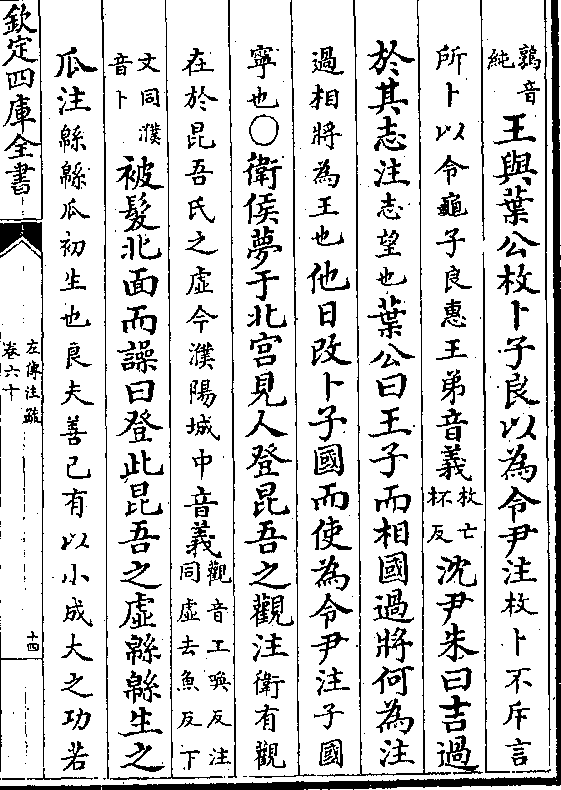 鶉音純王與葉公枚卜子良以為令尹注枚卜不斥言
所卜以令龜子良惠王弟音義枚亡杯反沈尹朱曰吉過
於其志注志望也葉公曰王子而相國過將何為注
過相將為王也他日改卜子國而使為令尹注子國
寧也○衛侯夢于北宮見人登昆吾之觀注衛有觀
在於昆吾氏之虛今濮陽城中音義觀音工喚反注同虛去魚反下
文同濮音卜被髮北面而譟曰登此昆吾之虛緜緜生之
瓜注緜緜瓜初生也良夫善己有以小成大之功若
欽定四庫全書
左傳注疏
卷六十
十四